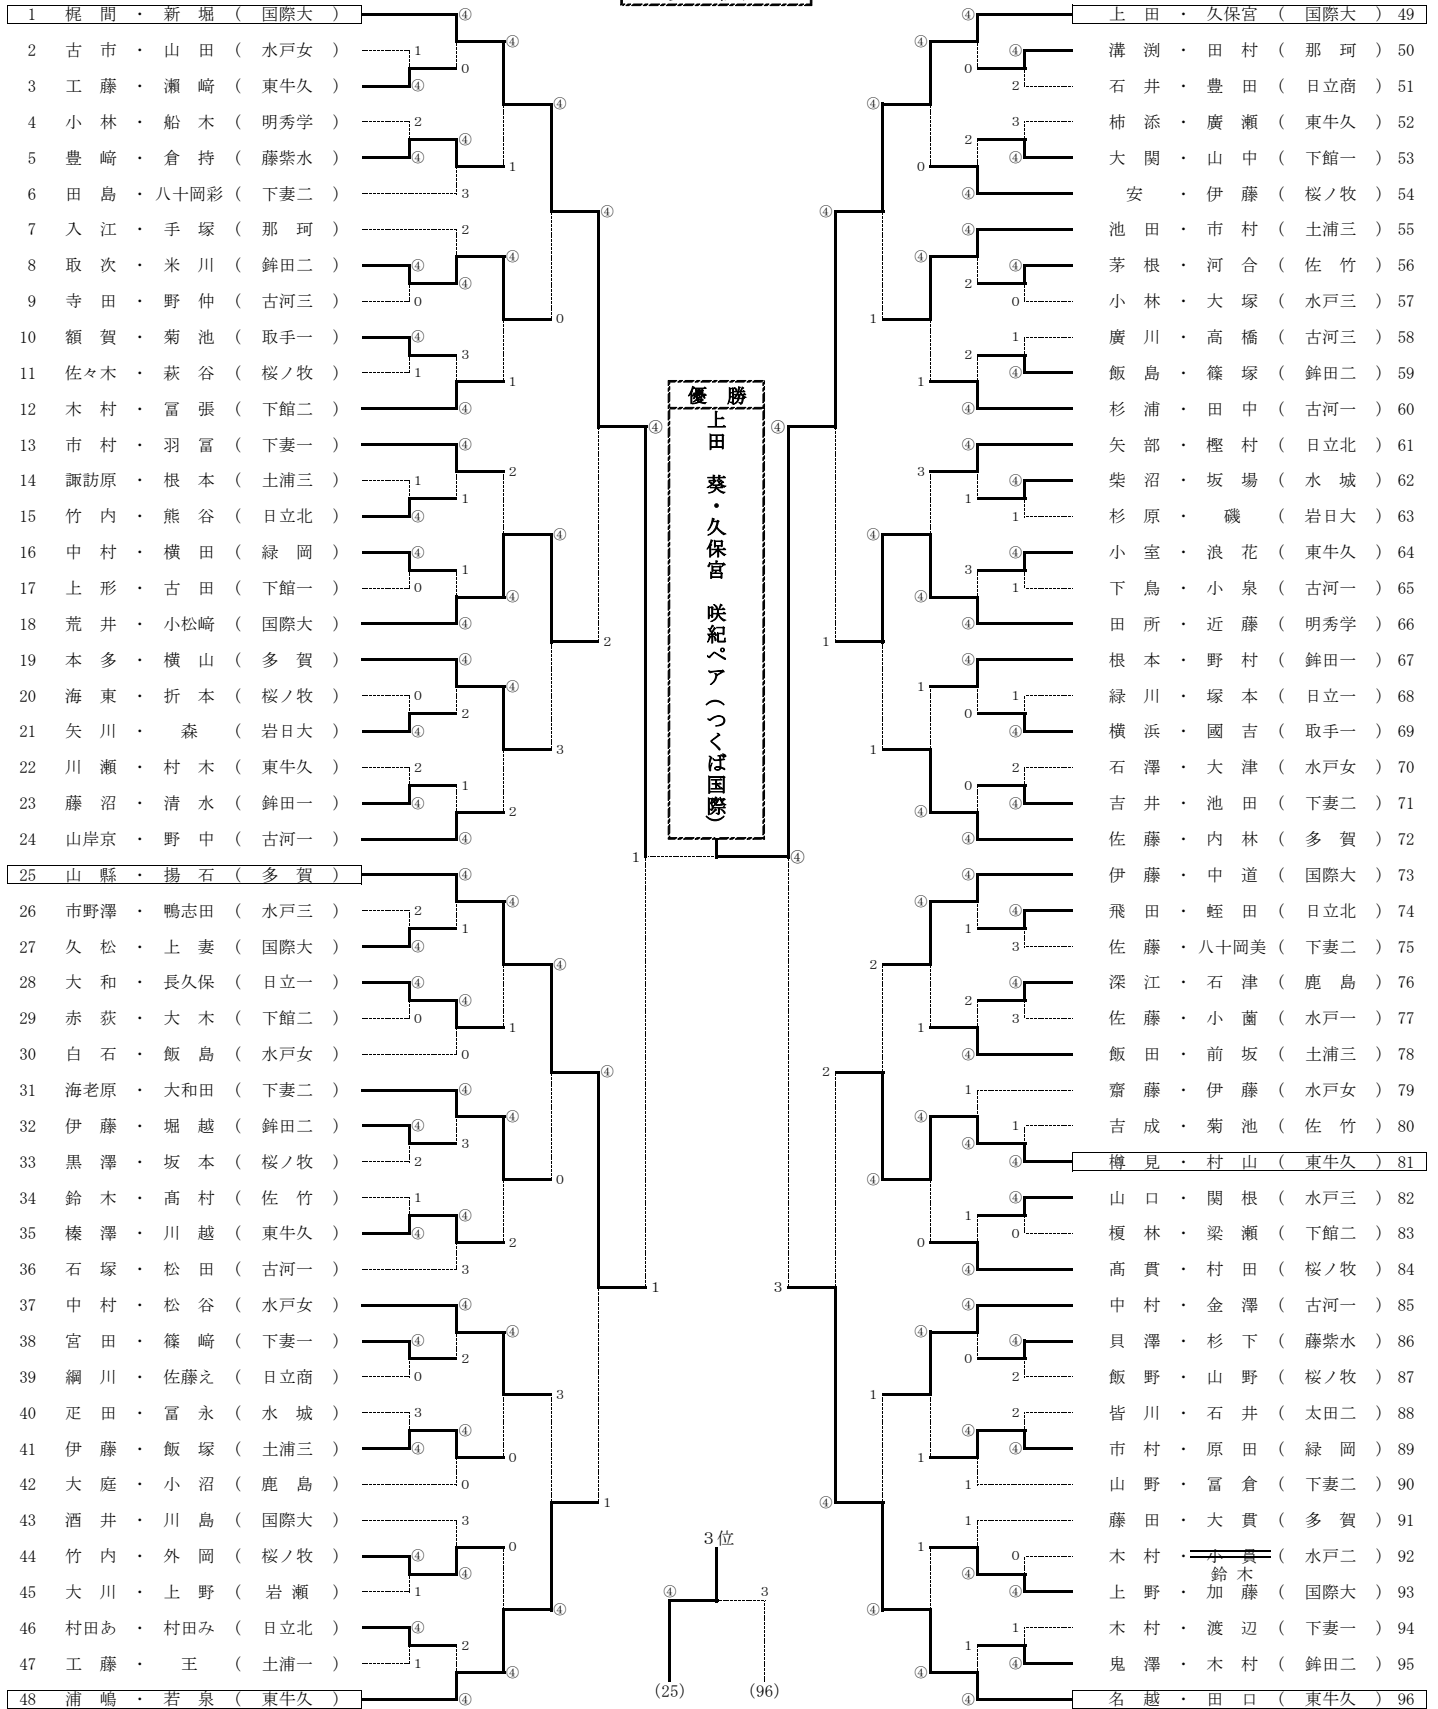 1 梶 間 ・ 新 堀 ( 国際大 )
2 古 市 ・ 山 田 ( 水戸女 )
3 工 藤 ・ 瀬 﨑 ( 東牛久 )
4 小 林 ・ 船 木 ( 明秀学 )
5 豊 﨑 ・ 倉 持 ( 藤紫水 )
6 田 島 ・ 八十岡彩 ( 下妻二 )
7 入 江 ・ 手 塚 ( 那 珂 )
8 取 次 ・ 米 川 ( 鉾田二 )
9 寺 田 ・ 野 仲 ( 古河三 )
10 額 賀 ・ 菊 池 ( 取手一 )
11 佐々木 ・ 萩 谷 ( 桜ノ牧 )
12 木 村 ・ 冨 張 ( 下館二 )
13 市 村 ・ 羽 冨 ( 下妻一 )
14 諏訪原 ・ 根 本 ( 土浦三 )
15 竹 内 ・ 熊 谷 ( 日立北 )
16 中 村 ・ 横 田 ( 緑 岡 )
17 上 形 ・ 古 田 ( 下館一 )
18 荒 井 ・ 小松﨑 ( 国際大 )
19 本 多 ・ 横 山 ( 多 賀 )
20 海 東 ・ 折 本 ( 桜ノ牧 )
21 矢 川 ・ 森 ( 岩日大 )
22 川 瀬 ・ 村 木 ( 東牛久 )
23 藤 沼 ・ 清 水 ( 鉾田一 )
24 山岸京 ・ 野 中 ( 古河一 )
25 山 縣 ・ 揚 石 ( 多 賀 )
26 市野澤 ・ 鴨志田 ( 水戸三 )
27 久 松 ・ 上 妻 ( 国際大 )
28 大 和 ・ 長久保 ( 日立一 )
29 赤 荻 ・ 大 木 ( 下館二 )
30 白 石 ・ 飯 島 ( 水戸女 )
31 海老原 ・ 大和田 ( 下妻二 )
32 伊 藤 ・ 堀 越 ( 鉾田二 )
33 黒 澤 ・ 坂 本 ( 桜ノ牧 )
34 鈴 木 ・ 髙 村 ( 佐 竹 )
35 榛 澤 ・ 川 越 ( 東牛久 )
36 石 塚 ・ 松 田 ( 古河一 )
37 中 村 ・ 松 谷 ( 水戸女 )
38 宮 田 ・ 篠 﨑 ( 下妻一 )
39 綱 川 ・ 佐藤え ( 日立商 )
40 疋 田 ・ 冨 永 ( 水 城 )
41 伊 藤 ・ 飯 塚 ( 土浦三 )
42 大 庭 ・ 小 沼 ( 鹿 島 )
43 酒 井 ・ 川 島 ( 国際大 )
44 竹 内 ・ 外 岡 ( 桜ノ牧 )
45 大 川 ・ 上 野 ( 岩 瀬 )
46 村田あ ・ 村田み ( 日立北 )
47 工 藤 ・ 王 ( 土浦一 )
48 浦 嶋 ・ 若 泉 ( 東牛久 )
優 勝
上田 葵・久保宮 咲紀ペア(つくば国際)
3位
④ 3
(25) (96)
上 田 ・ 久保宮 ( 国際大 ) 49
溝 渕 ・ 田 村 ( 那 珂 ) 50
石 井 ・ 豊 田 ( 日立商 ) 51
柿 添 ・ 廣 瀬 ( 東牛久 ) 52
大 関 ・ 山 中 ( 下館一 ) 53
安 ・ 伊 藤 ( 桜ノ牧 ) 54
池 田 ・ 市 村 ( 土浦三 ) 55
茅 根 ・ 河 合 ( 佐 竹 ) 56
小 林 ・ 大 塚 ( 水戸三 ) 57
廣 川 ・ 高 橋 ( 古河三 ) 58
飯 島 ・ 篠 塚 ( 鉾田二 ) 59
杉 浦 ・ 田 中 ( 古河一 ) 60
矢 部 ・ 樫 村 ( 日立北 ) 61
柴 沼 ・ 坂 場 ( 水 城 ) 62
杉 原 ・ 磯 ( 岩日大 ) 63
小 室 ・ 浪 花 ( 東牛久 ) 64
下 鳥 ・ 小 泉 ( 古河一 ) 65
田 所 ・ 近 藤 ( 明秀学 ) 66
根 本 ・ 野 村 ( 鉾田一 ) 67
緑 川 ・ 塚 本 ( 日立一 ) 68
横 浜 ・ 國 吉 ( 取手一 ) 69
石 澤 ・ 大 津 ( 水戸女 ) 70
吉 井 ・ 池 田 ( 下妻二 ) 71
佐 藤 ・ 内 林 ( 多 賀 ) 72
伊 藤 ・ 中 道 ( 国際大 ) 73
飛 田 ・ 蛭 田 ( 日立北 ) 74
佐 藤 ・ 八十岡美 ( 下妻二 ) 75
深 江 ・ 石 津 ( 鹿 島 ) 76
佐 藤 ・ 小 薗 ( 水戸一 ) 77
飯 田 ・ 前 坂 ( 土浦三 ) 78
齋 藤 ・ 伊 藤 ( 水戸女 ) 79
吉 成 ・ 菊 池 ( 佐 竹 ) 80
樽 見 ・ 村 山 ( 東牛久 ) 81
山 口 ・ 関 根 ( 水戸三 ) 82
榎 林 ・ 梁 瀬 ( 下館二 ) 83
髙 貫 ・ 村 田 ( 桜ノ牧 ) 84
中 村 ・ 金 澤 ( 古河一 ) 85
貝 澤 ・ 杉 下 ( 藤紫水 ) 86
飯 野 ・ 山 野 ( 桜ノ牧 ) 87
皆 川 ・ 石 井 ( 太田二 ) 88
市 村 ・ 原 田 ( 緑 岡 ) 89
山 野 ・ 冨 倉 ( 下妻二 ) 90
藤 田 ・ 大 貫 ( 多 賀 ) 91
木 村 ・ 小 貫 ( 水戸二 ) 92
鈴 木
上 野 ・ 加 藤 ( 国際大 ) 93
木 村 ・ 渡 辺 ( 下妻一 ) 94
鬼 澤 ・ 木 村 ( 鉾田二 ) 95
名 越 ・ 田 口 ( 東牛久 ) 96